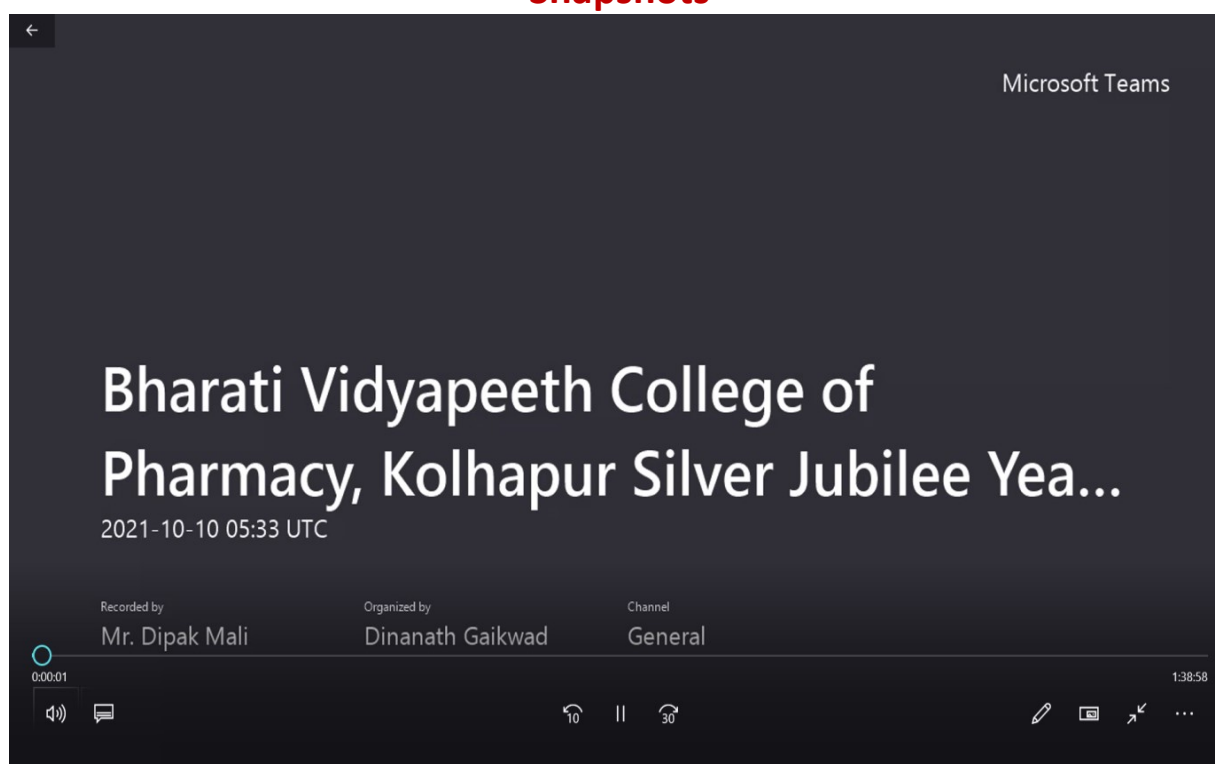 Snapshots
Microsoft Teams
Bharati Vidyapeeth College of
Pharmacy, Kolhapur Silver Jubilee Yea...
2021-10-10 05:33 UTC
Recorded by
Organized by
Channel
Mr. Dipak Mali
Dinanath Gaikwad
General
0:00:01
1:38:58
10
30